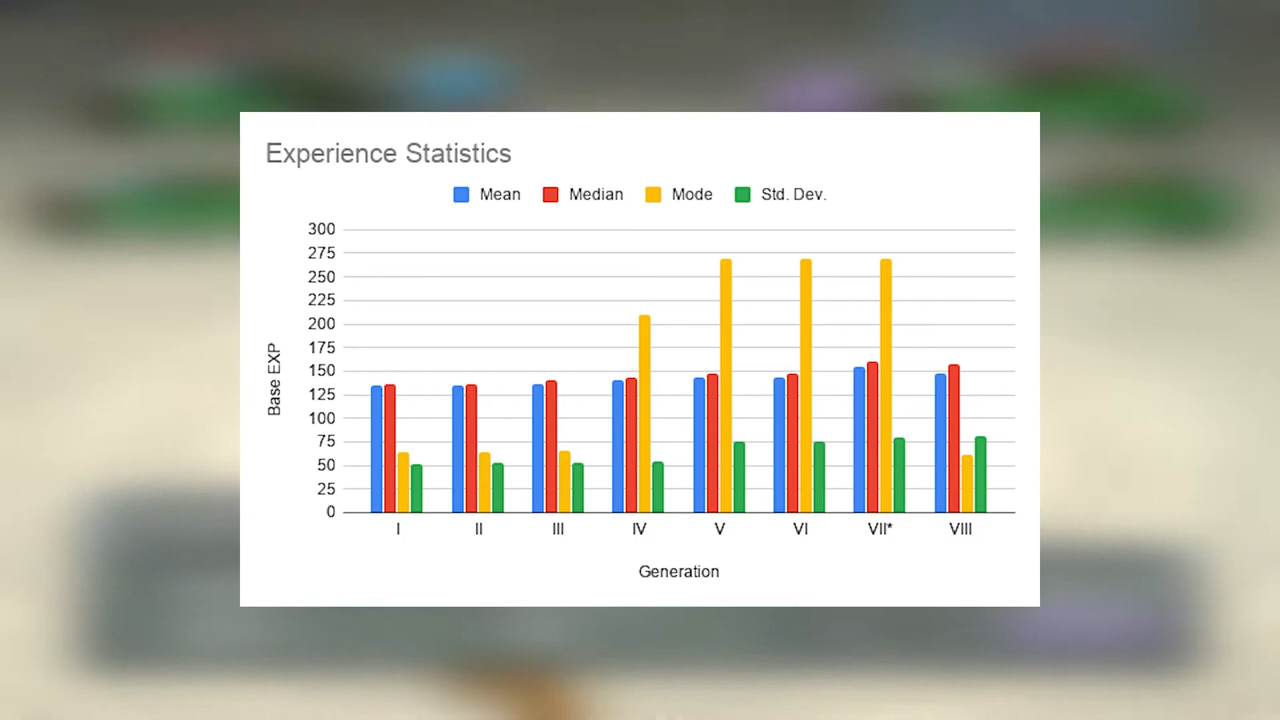 Experience Statistics
Mean Median Mode Std. Dev.
300
275
250
225
200
175
150
125
100
75
50
25
0
Base EXP
I II III IV V VI VII* VIII
Generation